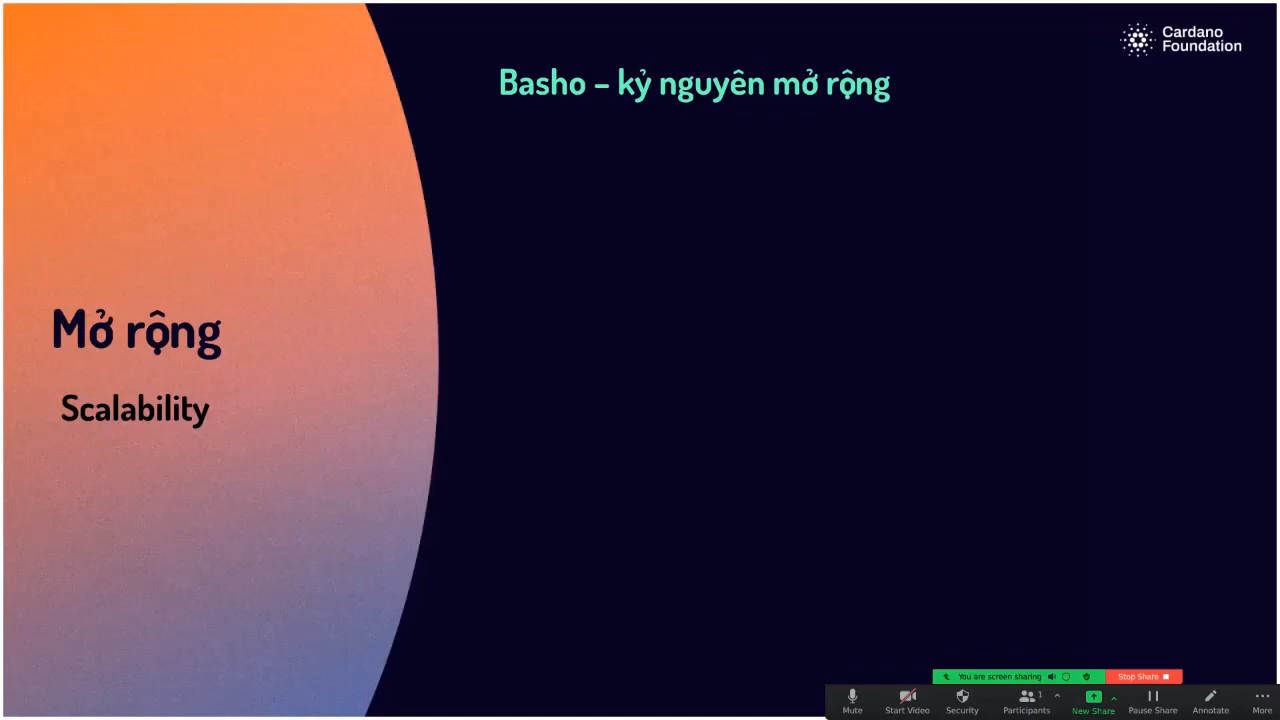 Cardano
Foundation
Basho – kỷ nguyên mở rộng
Mở rộng
Scalability
You are screen sharing
Stop Share
Mute
Start Video
Security
Participants
1
New Share
Pause Share
Annotate
More